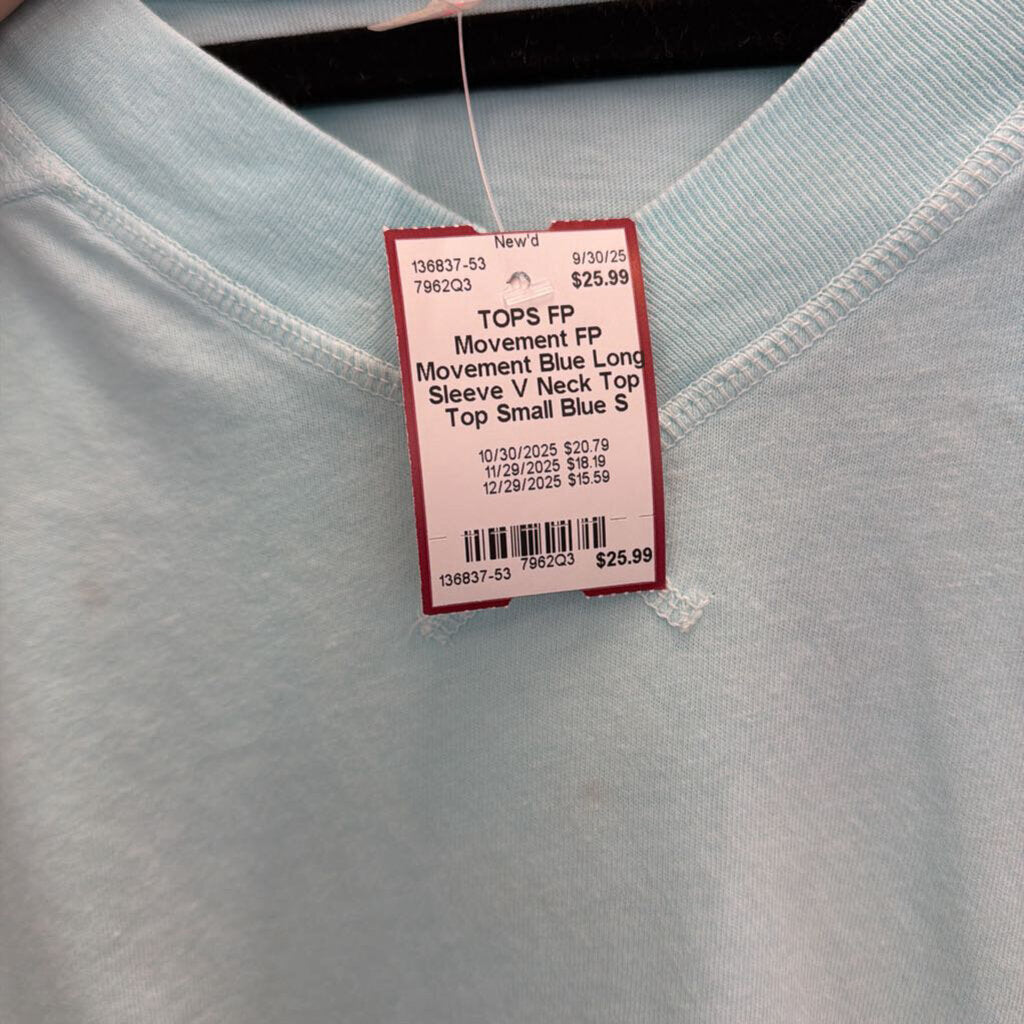 New'd
136837-53 9/30/25
7962Q3 $25.99
TOPS FP
Movement FP
Movement Blue Long
Sleeve V Neck Top
Top Small Blue S
10/30/2025 $20.79
11/29/2025 $18.19
12/29/2025 $15.59
136837-53 7962Q3 $25.99